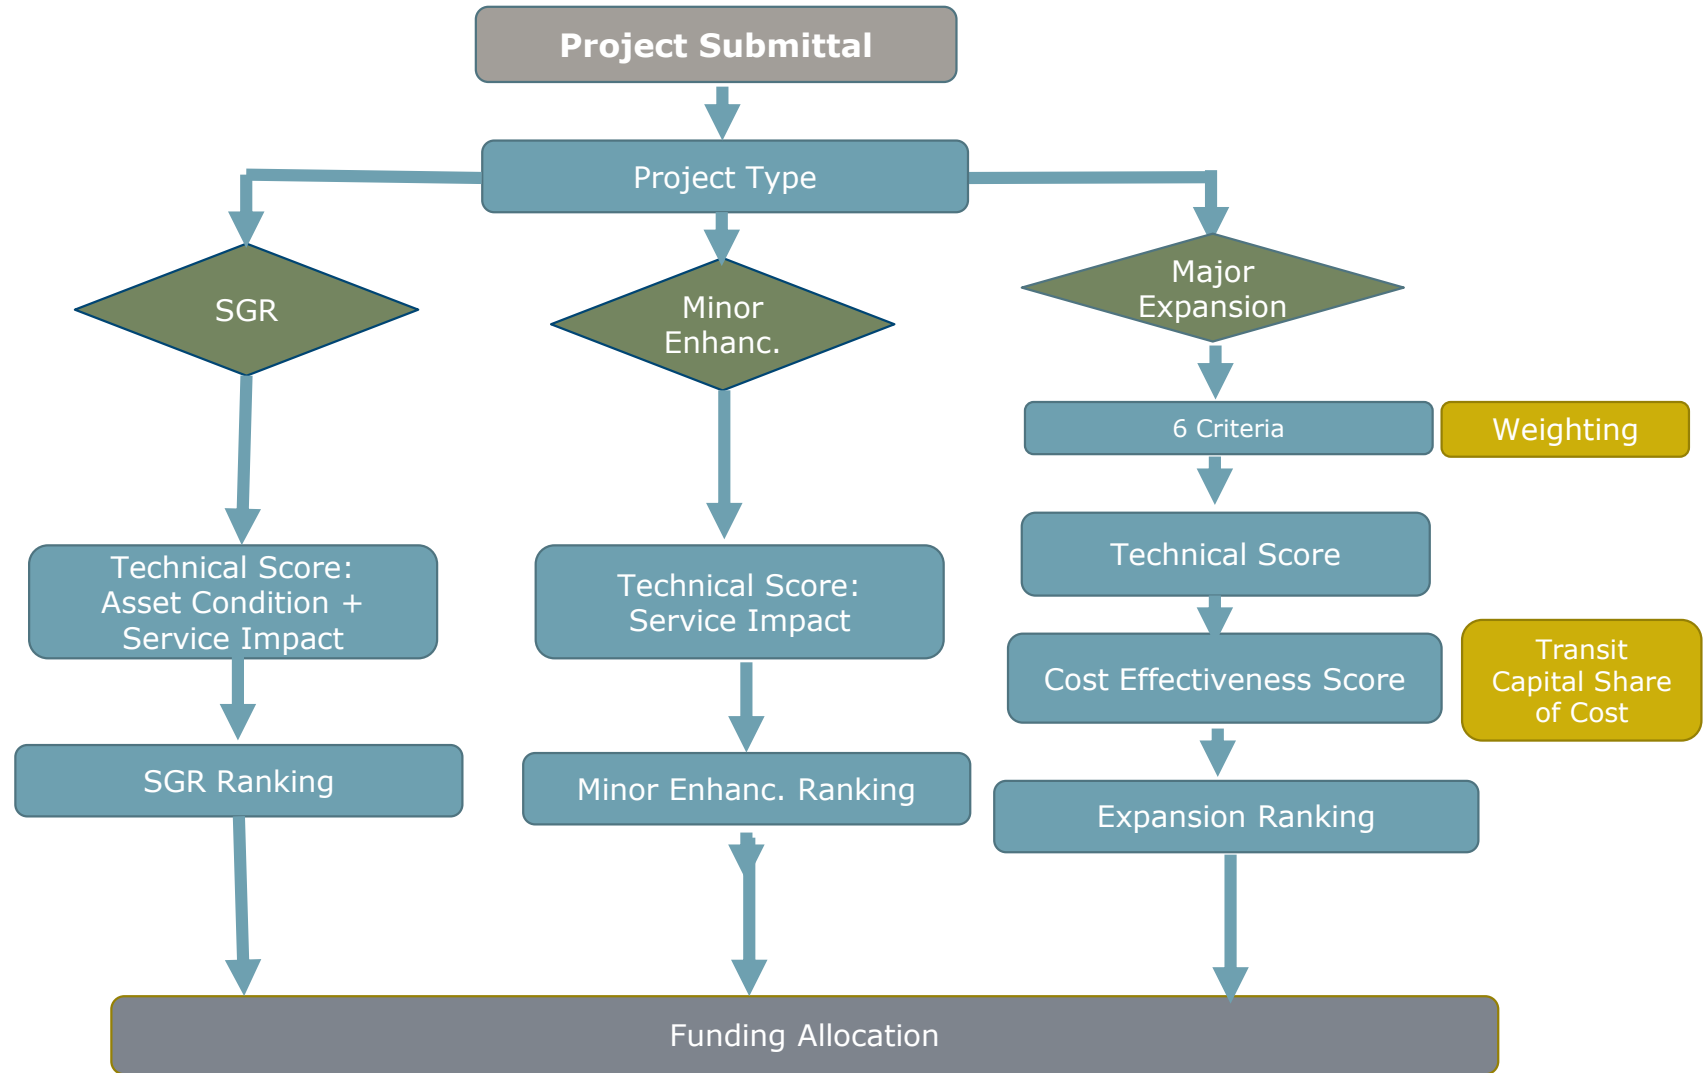 Project Submittal
Project Type
SGR
Minor
Enhanc.
Major
Expansion
6 Criteria
Weighting
Technical Score:
Asset Condition +
Service Impact
Technical Score:
Service Impact
Technical Score
Cost Effectiveness Score
Transit
Capital Share
of Cost
SGR Ranking
Minor Enhanc. Ranking
Expansion Ranking
Funding Allocation